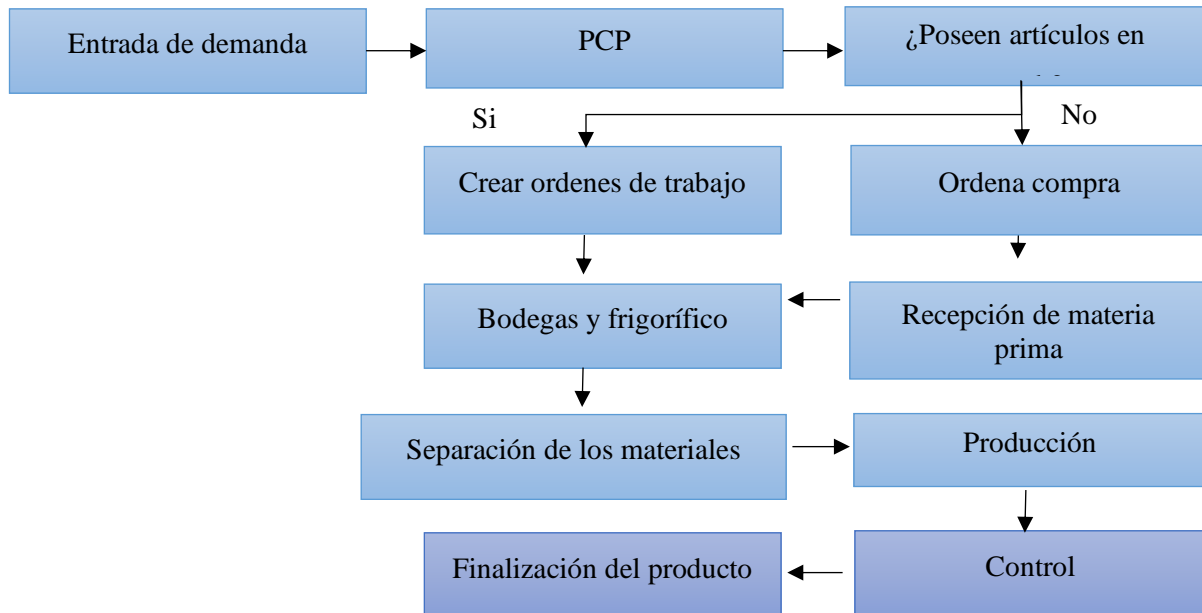 Entrada de demanda
PCP
¿Poseen artículos en
Si
No
Crear ordenes de trabajo
Ordena compra
Bodegas y frigorífico
Recepción de materia
prima
Separación de los materiales
Producción
Finalización del producto
Control